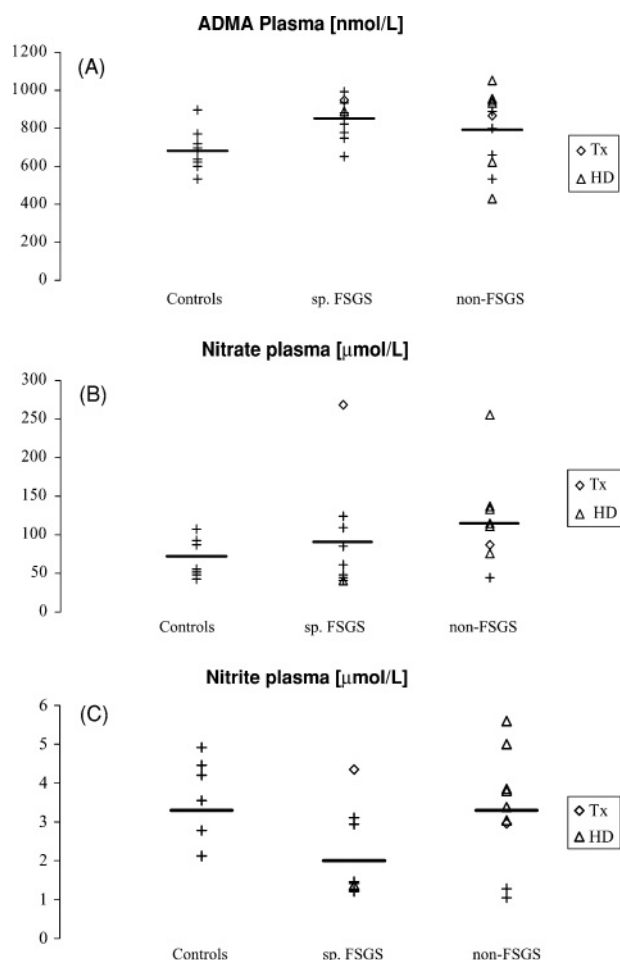 ADMA Plasma [nmol/L]
1200
(A)
1000
800
600
400
200
0
Controls
sp. FSGS
non-FSGS
Tx
HD
Nitrate plasma [μmol/L]
300
(B)
250
200
150
100
50
0
Controls
sp. FSGS
non-FSGS
Tx
HD
Nitrite plasma [μmol/L]
6
(C)
5
4
3
2
1
0
Controls
sp. FSGS
non-FSGS
Tx
HD